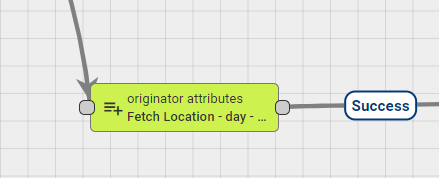 originator attributes
Fetch Location - day - ...
Success